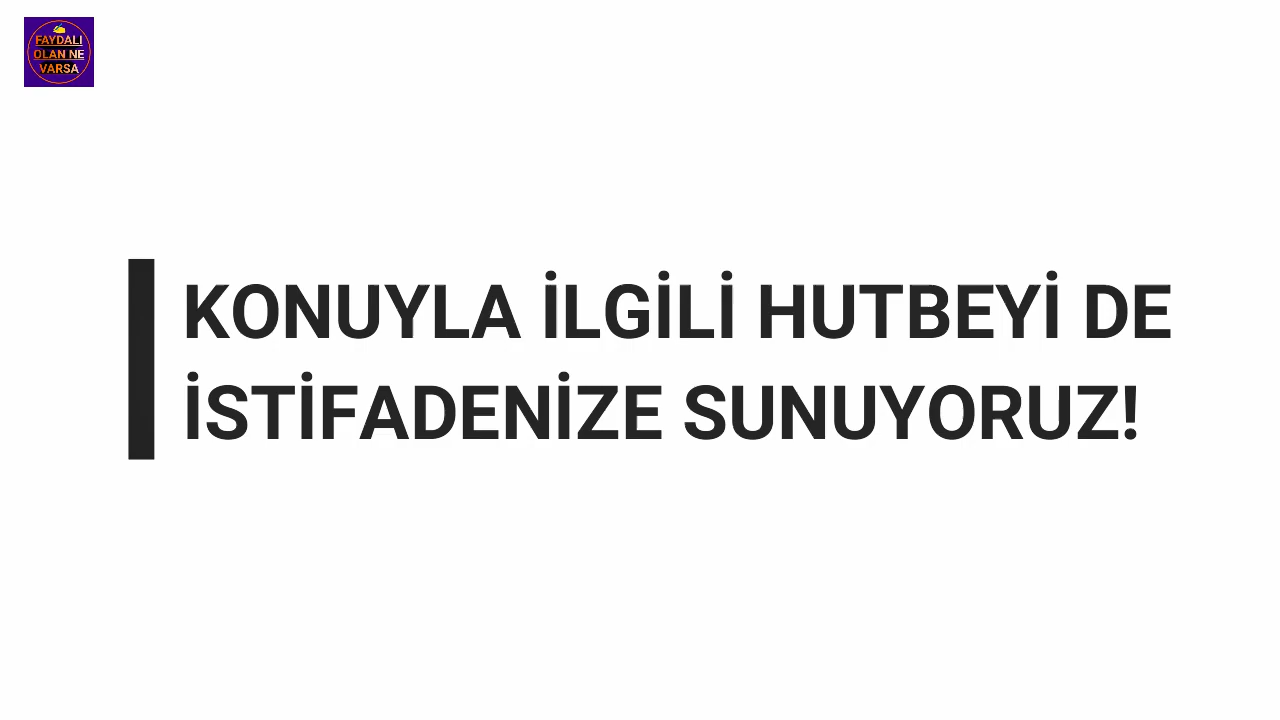 FAYDALI
OLAN NE
VARSA
KONUYLA İLGİLİ HUTBEYİ DE
İSTİFADENİZE SUNUYORUZ!